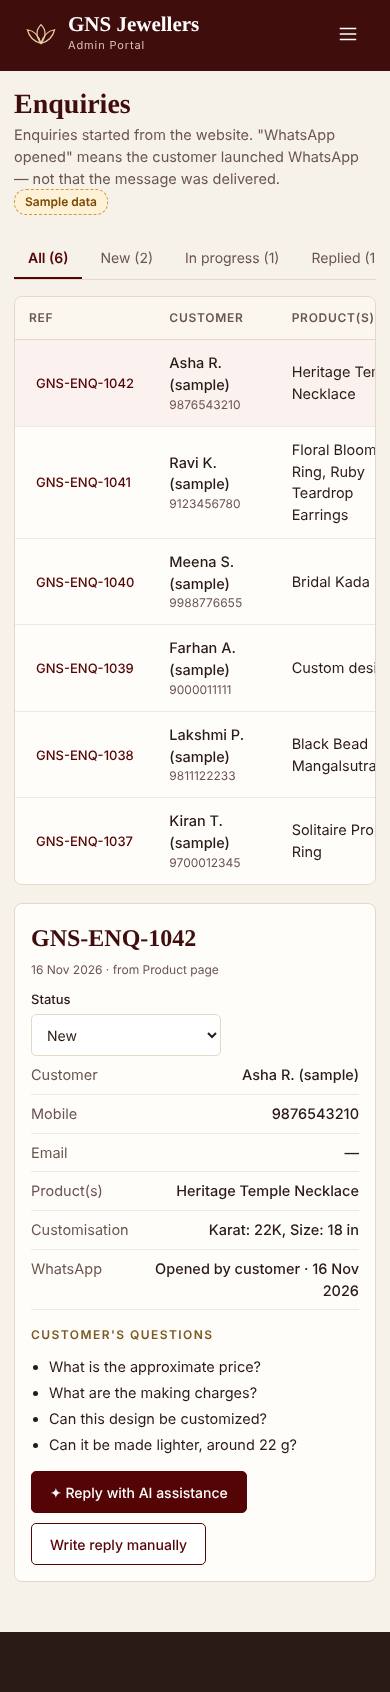 GNS Jewellers
Admin Portal
Enquiries
Enquiries started from the website. "WhatsApp
opened" means the customer launched WhatsApp
— not that the message was delivered.
Sample data
All (6) New (2) In progress (1) Replied (1
REF CUSTOMER PRODUCT(S)
GNS-ENQ-1042
Asha R.
(sample)
9876543210
Heritage Tem
Necklace
GNS-ENQ-1041
Ravi K.
(sample)
9123456780
Floral Bloom
Ring, Ruby
Teardrop
Earrings
GNS-ENQ-1040
Meena S.
(sample)
9988776655
Bridal Kada
GNS-ENQ-1039
Farhan A.
(sample)
9000011111
Custom desi
GNS-ENQ-1038
Lakshmi P.
(sample)
9811122233
Black Bead
Mangalsutra
GNS-ENQ-1037
Kiran T.
(sample)
9700012345
Solitaire Pro
Ring
GNS-ENQ-1042
16 Nov 2026 · from Product page
Status
New
Customer Asha R. (sample)
Mobile 9876543210
Email —
Product(s) Heritage Temple Necklace
Customisation Karat: 22K, Size: 18 in
WhatsApp Opened by customer · 16 Nov
2026
CUSTOMER'S QUESTIONS
• What is the approximate price?
• What are the making charges?
• Can this design be customized?
• Can it be made lighter, around 22 g?
✦ Reply with AI assistance
Write reply manually